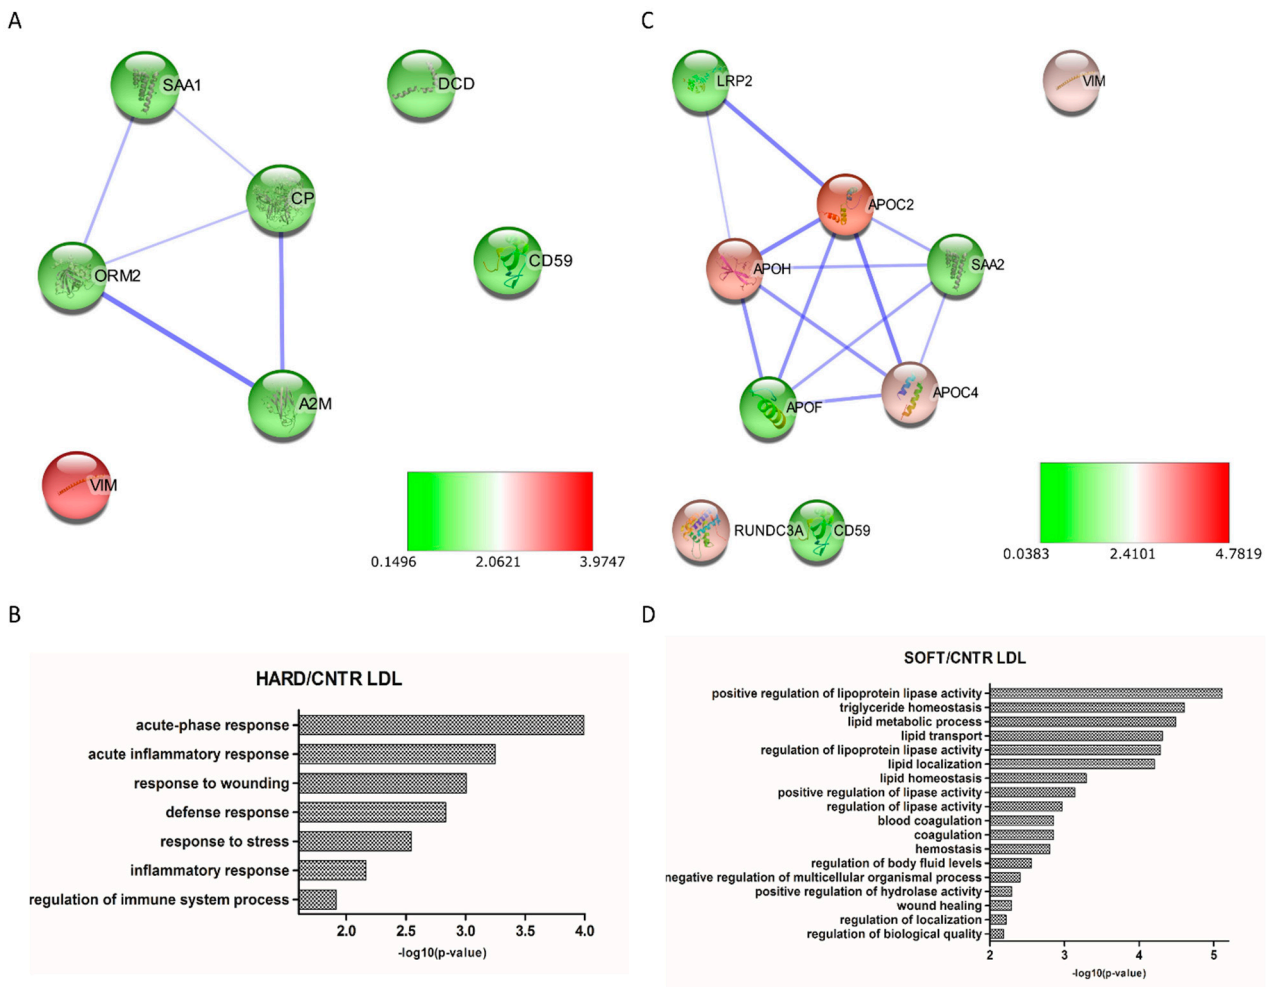 A
SAA1
DCD
CP
CD59
ORM2
A2M
VIM
0.1496
2.0621
3.9747
C
LRP2
VIM
APOC2
APOH
SAA2
APOC4
APOF
RUNDC3A
CD59
0.0383
2.4101
4.7819
B
HARD/CNTR LDL
acute-phase response
acute inflammatory response
response to wounding
defense response
response to stress
inflammatory response
regulation of immune system process
2.0
2.5
3.0
3.5
4.0
-log10(p-value)
D
SOFT/CNTR LDL
positive regulation of lipoprotein lipase activity
triglyceride homeostasis
lipid metabolic process
lipid transport
regulation of lipoprotein lipase activity
lipid localization
lipid homeostasis
positive regulation of lipase activity
regulation of lipase activity
blood coagulation
coagulation
hemostasis
regulation of body fluid levels
negative regulation of multicellular organismal process
positive regulation of hydrolase activity
wound healing
regulation of localization
regulation of biological quality
2
3
4
5
-log10(p-value)